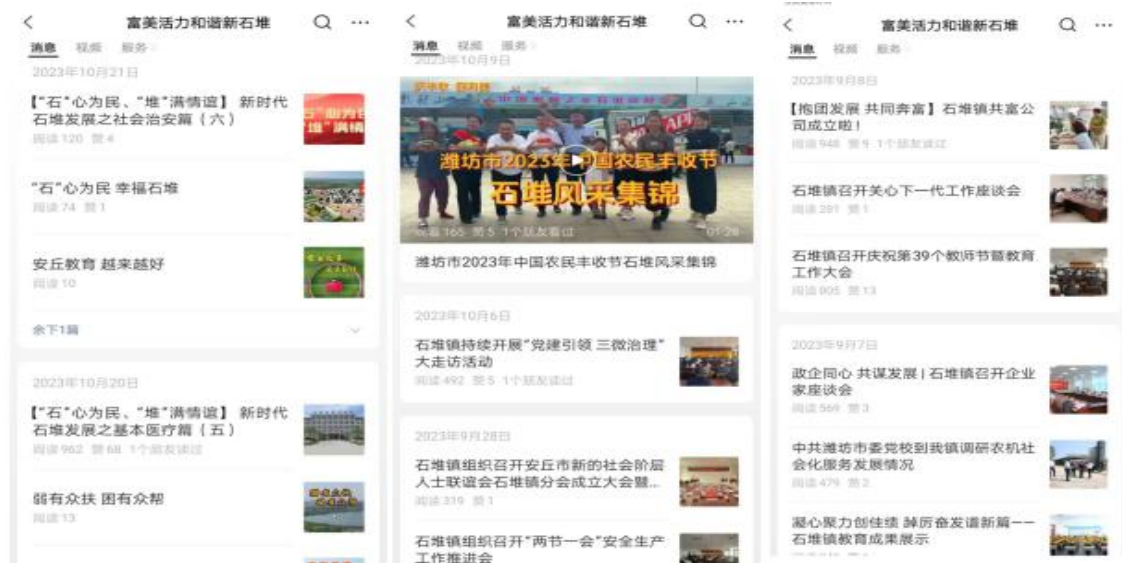 富美活力和谐新石堆
消息 视频 服务
2023年10月21日
【“石”心为民、“堆”满情谊】 新时代
石堆发展之社会治安篇（六）
阅读 120 赞 4
“石”心为民 幸福石堆
阅读 74 赞 1
安丘教育 越来越好
阅读 10
余下1篇
2023年10月20日
【“石”心为民、“堆”满情谊】 新时代
石堆发展之基本医疗篇（五）
阅读 962 赞 68 1个朋友读过
弱有众扶 困有众帮
阅读 13
富美活力和谐新石堆
消息 视频 服务
2023年10月9日
潍坊市2023年中国农民丰收节
石堆风采集锦
观看 165 赞 5 1个朋友看过
01:28
潍坊市2023年中国农民丰收节石堆风采集锦
2023年10月6日
石堆镇持续开展“党建引领 三微治理”
大走访活动
阅读 492 赞 5 1个朋友读过
2023年9月28日
石堆镇组织召开安丘市新的社会阶层
人士联谊会石堆镇分会成立大会暨...
阅读 319 赞 1
石堆镇组织召开“两节一会”安全生产
工作推进会
富美活力和谐新石堆
消息 视频 服务
2023年9月8日
【抱团发展 共同奔富】石堆镇共富公
司成立啦！
阅读 948 赞 9 1个朋友读过
石堆镇召开关心下一代工作座谈会
阅读 281 赞 1
石堆镇召开庆祝第39个教师节暨教育
工作大会
阅读 805 赞 13
2023年9月7日
政企同心 共谋发展 | 石堆镇召开企业
家座谈会
阅读 569 赞 3
中共潍坊市委党校到我镇调研农机社
会化服务发展情况
阅读 479 赞 2
凝心聚力创佳绩 踔厉奋发谱新篇——
石堆镇教育成果展示